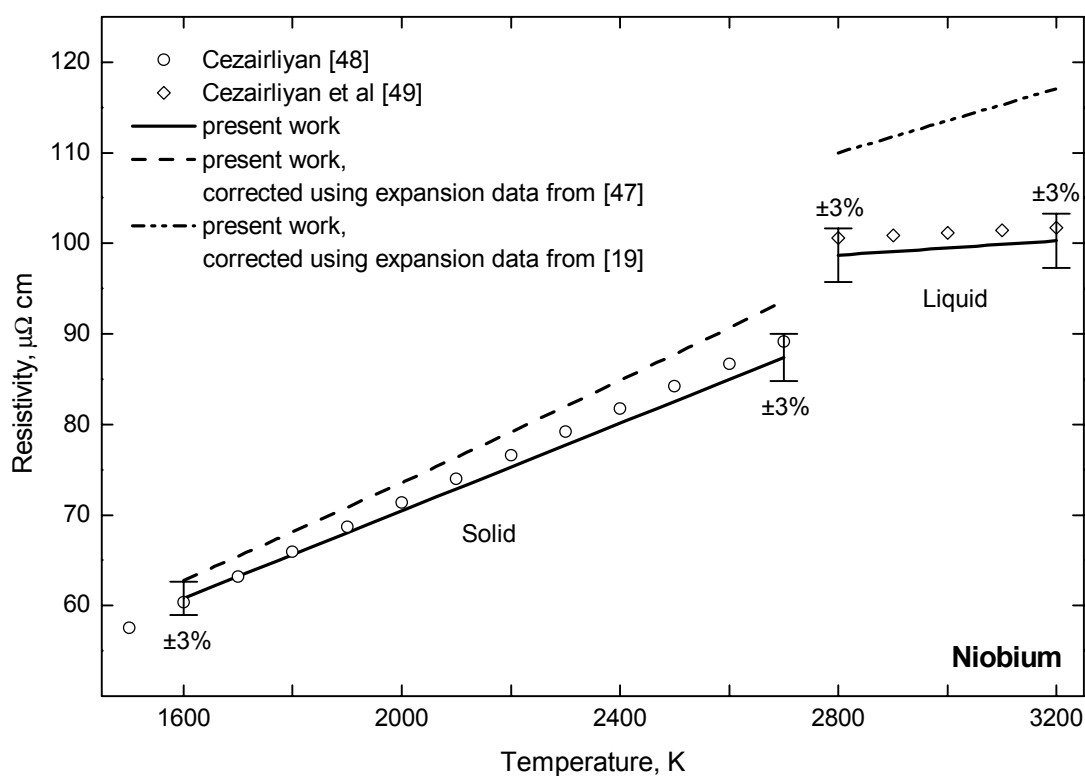 Cezairliyan [48]
Cezairliyan et al [49]
present work
present work,
corrected using expansion data from [47]
present work,
corrected using expansion data from [19]
120
110
100
90
80
70
60
Resistivity, μΩ cm
±3%
±3%
Liquid
±3%
Solid
±3%
Niobium
1600
2000
2400
2800
3200
Temperature, K